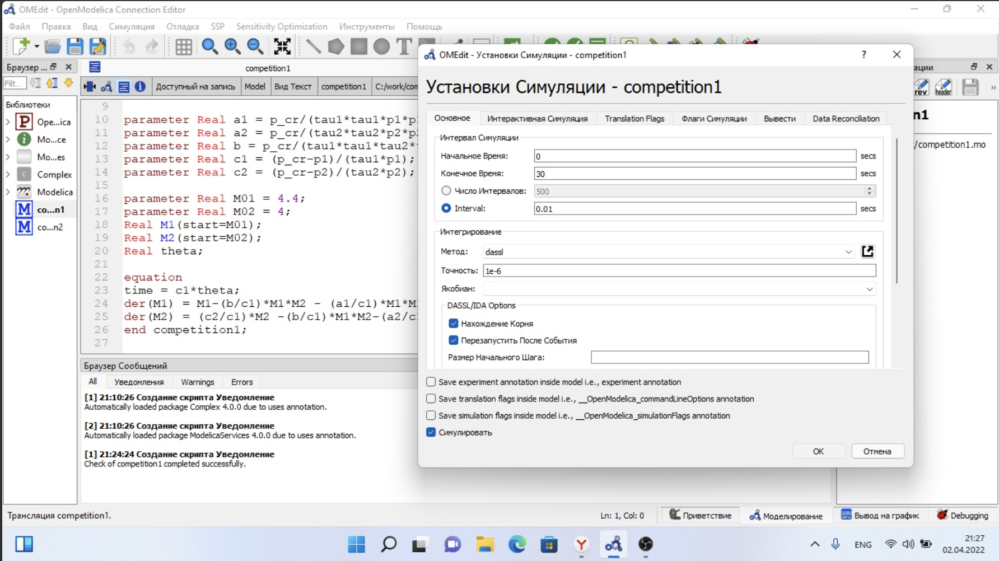 OMEdit - OpenModelica Connection Editor
Файл Правка Вид Симуляция Отладка SSP Sensitivity Optimization Инструменты Помощь
Браузер ...
competition1
Filt...
Доступный на запись Model Вид Текст competition1 C:/work/con
Библиотеки
Ope...ica
Mo...ce
Mo...es
Complex
Modelica
co...n1
co...n2
9
10 parameter Real a1 = p_cr/(tau1*tau1*p1*p
11 parameter Real a2 = p_cr/(tau2*tau2*p2*p2
12 parameter Real b = p_cr/(tau1*tau1*tau2*
13 parameter Real c1 = (p_cr-p1)/(tau1*p1);
14 parameter Real c2 = (p_cr-p2)/(tau2*p2);
15
16 parameter Real M01 = 4.4;
17 parameter Real M02 = 4;
18 Real M1(start=M01);
19 Real M2(start=M02);
20 Real theta;
21
22 equation
23 time = c1*theta;
24 der(M1) = M1-(b/c1)*M1*M2 - (a1/c1)*M1*M
25 der(M2) = (c2/c1)*M2 -(b/c1)*M1*M2-(a2/c
26 end competition1;
27
Браузер Сообщений
All Уведомления Warnings Errors
[1] 21:10:26 Создание скрипта Уведомление
Automatically loaded package Complex 4.0.0 due to uses annotation.
[2] 21:10:26 Создание скрипта Уведомление
Automatically loaded package ModelicaServices 4.0.0 due to uses annotation.
[1] 21:24:24 Создание скрипта Уведомление
Check of competition1 completed successfully.
OMEdit - Установки Симуляции - competition1
Установки Симуляции - competition1
Основное Интерактивная Симуляция Translation Flags Флаги Симуляции Вывести Data Reconciliation
Интервал Симуляции
Начальное Время: 0 secs
Конечное Время: 30 secs
Число Интервалов: 500
Interval: 0.01 secs
Интегрирование
Метод: dassl
Точность: 1e-6
Якобиан:
DASSL/IDA Options
Нахождение Корня
Перезапустить После События
Размер Начального Шага:
Save experiment annotation inside model i.e., experiment annotation
Save translation flags inside model i.e., __OpenModelica_commandLineOptions annotation
Save simulation flags inside model i.e., __OpenModelica_simulationFlags annotation
Симулировать
OK Отмена
ации
rev header
n1
/competition1.mo
Трансляция competition1.
Ln: 1, Col: 0 Приветствие Моделирование Вывод на график Debugging
ENG 21:27
02.04.2022